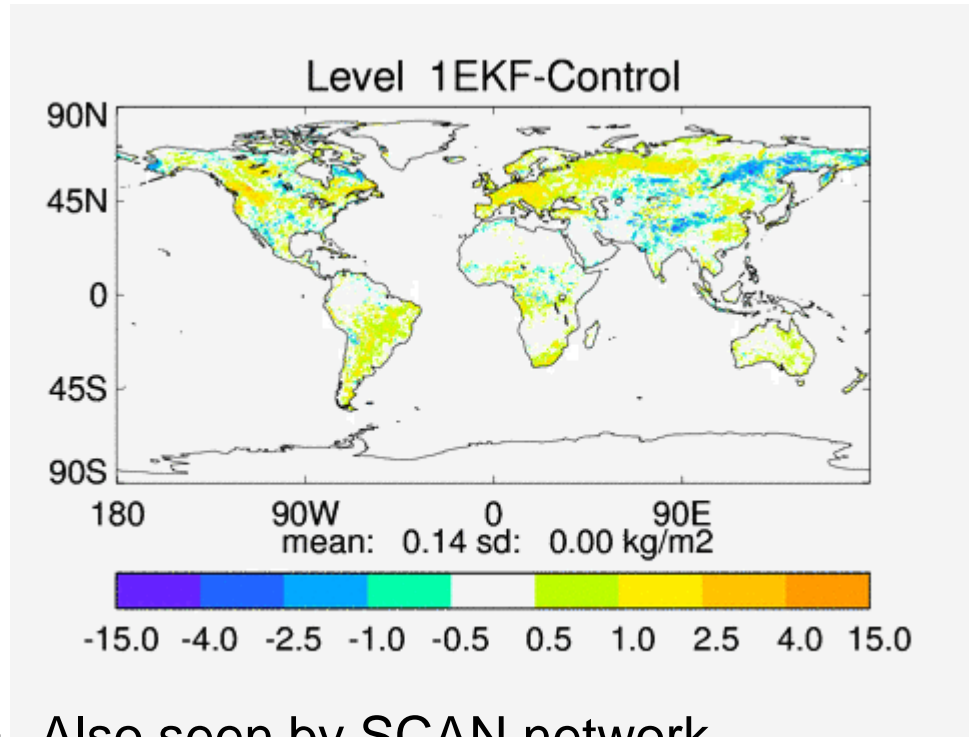 Level 1EKF-Control
90N
45N
0
45S
90S
180 90W 0 90E
mean: 0.14 sd: 0.00 kg/m2
-15.0 -4.0 -2.5 -1.0 -0.5 0.5 1.0 2.5 4.0 15.0
Also seen by SCAN network